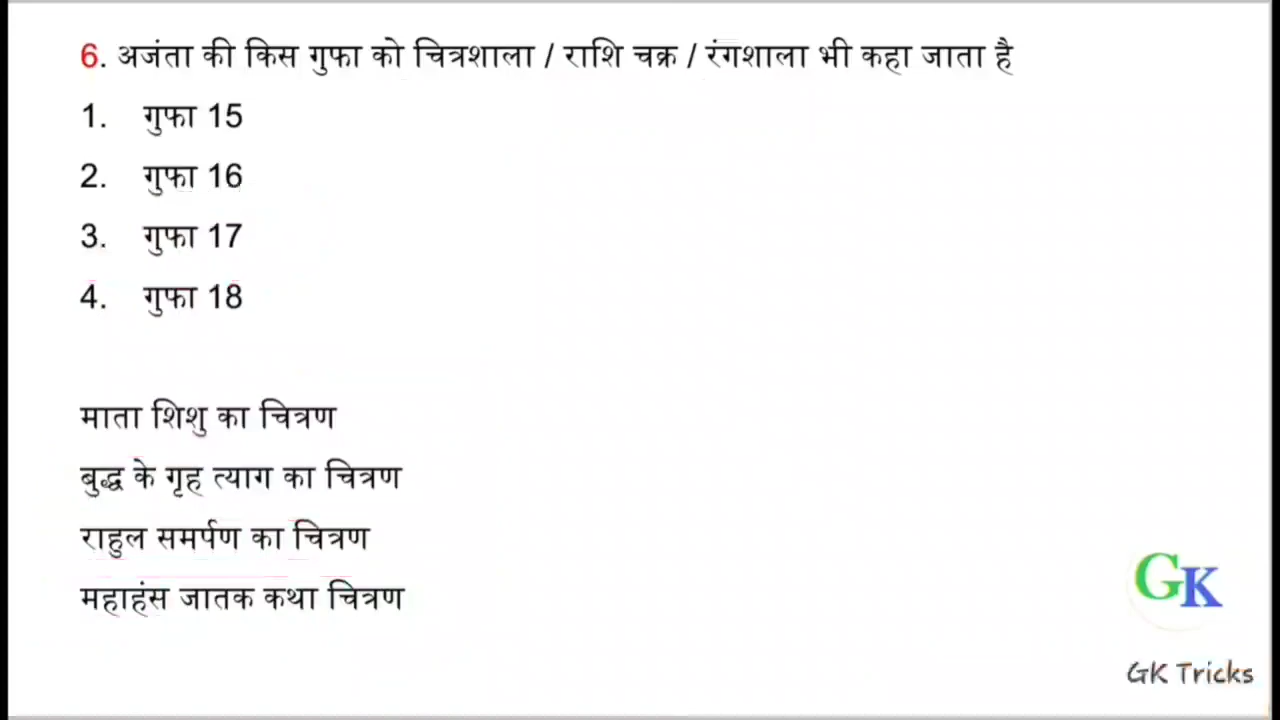 6. अजंता की किस गुफा को चित्रशाला / राशि चक्र / रंगशाला भी कहा जाता है
1. गुफा 15
2. गुफा 16
3. गुफा 17
4. गुफा 18
माता शिशु का चित्रण
बुद्ध के गृह त्याग का चित्रण
राहुल समर्पण का चित्रण
महाहंस जातक कथा चित्रण
GK
GK Tricks